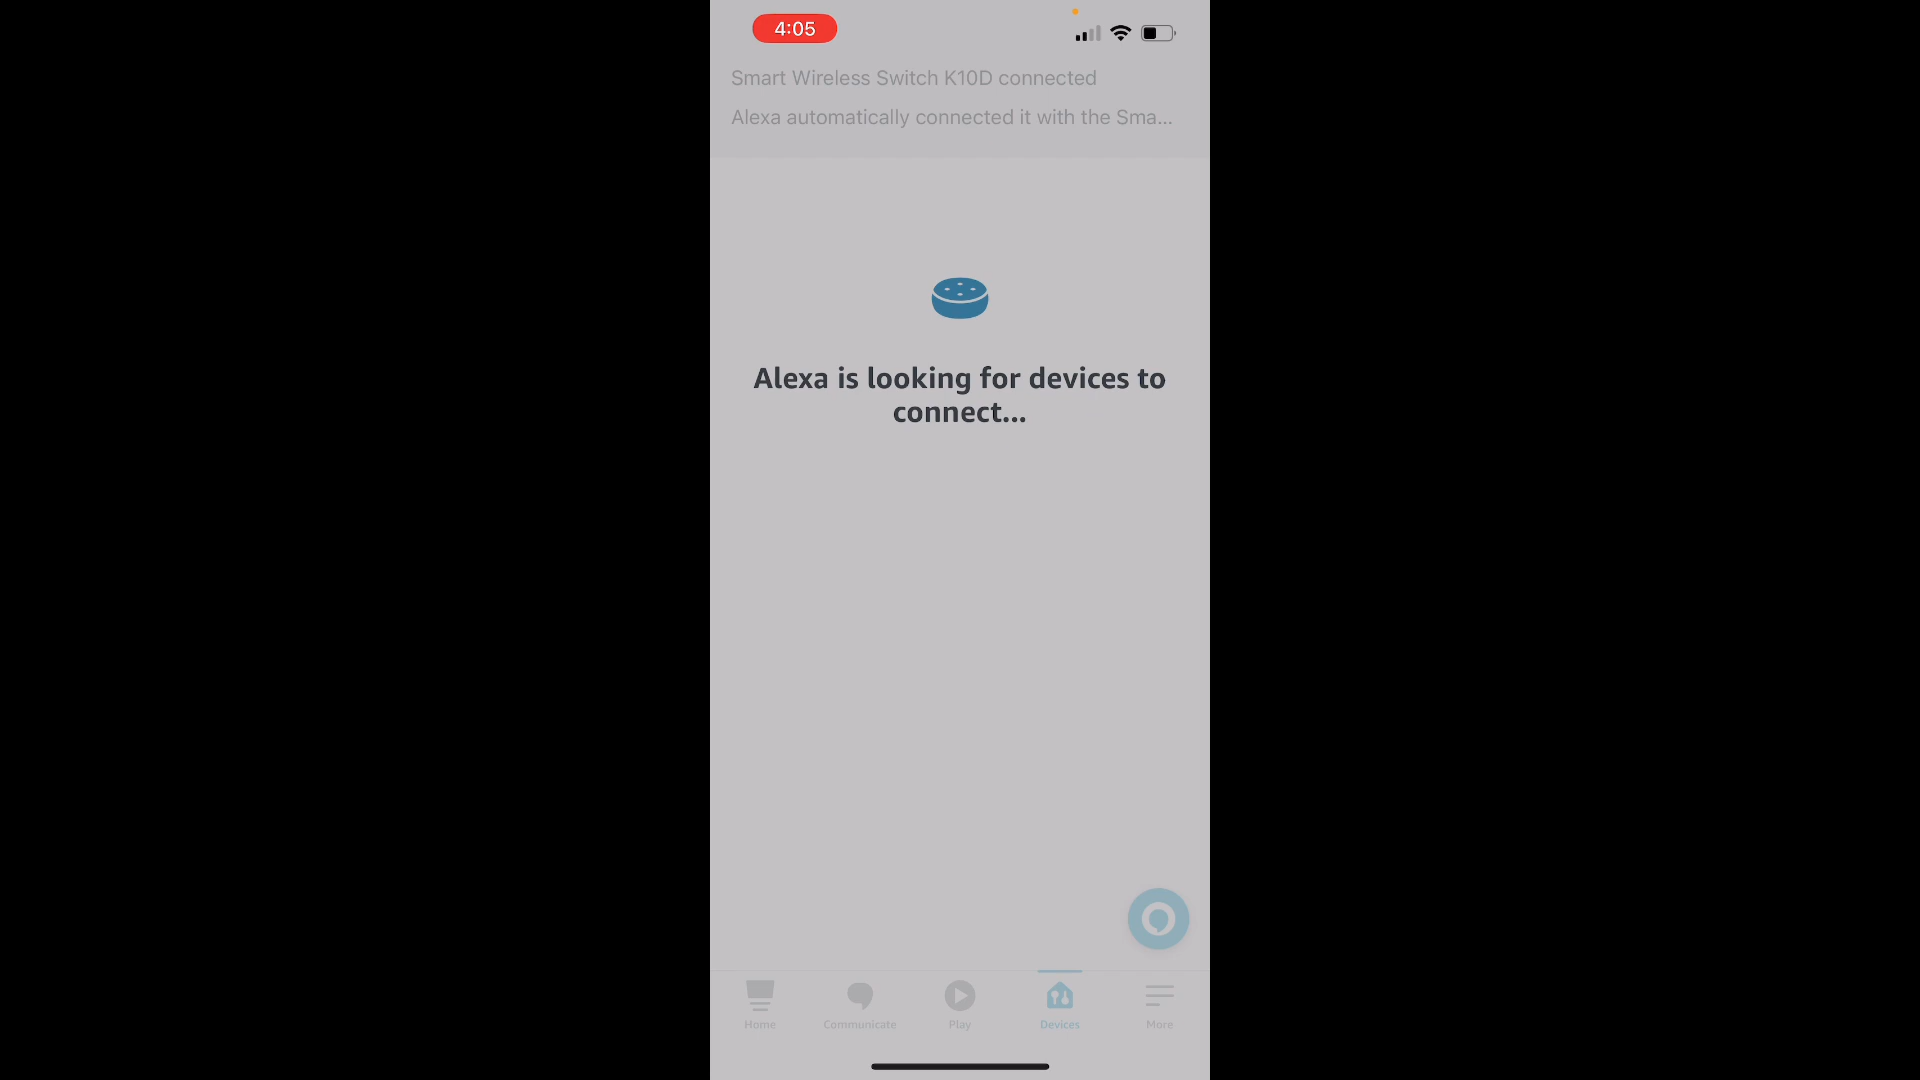 4:05
Smart Wireless Switch K10D connected
Alexa automatically connected it with the Sma...
Alexa is looking for devices to
connect...
Home
Communicate
Play
Devices
More